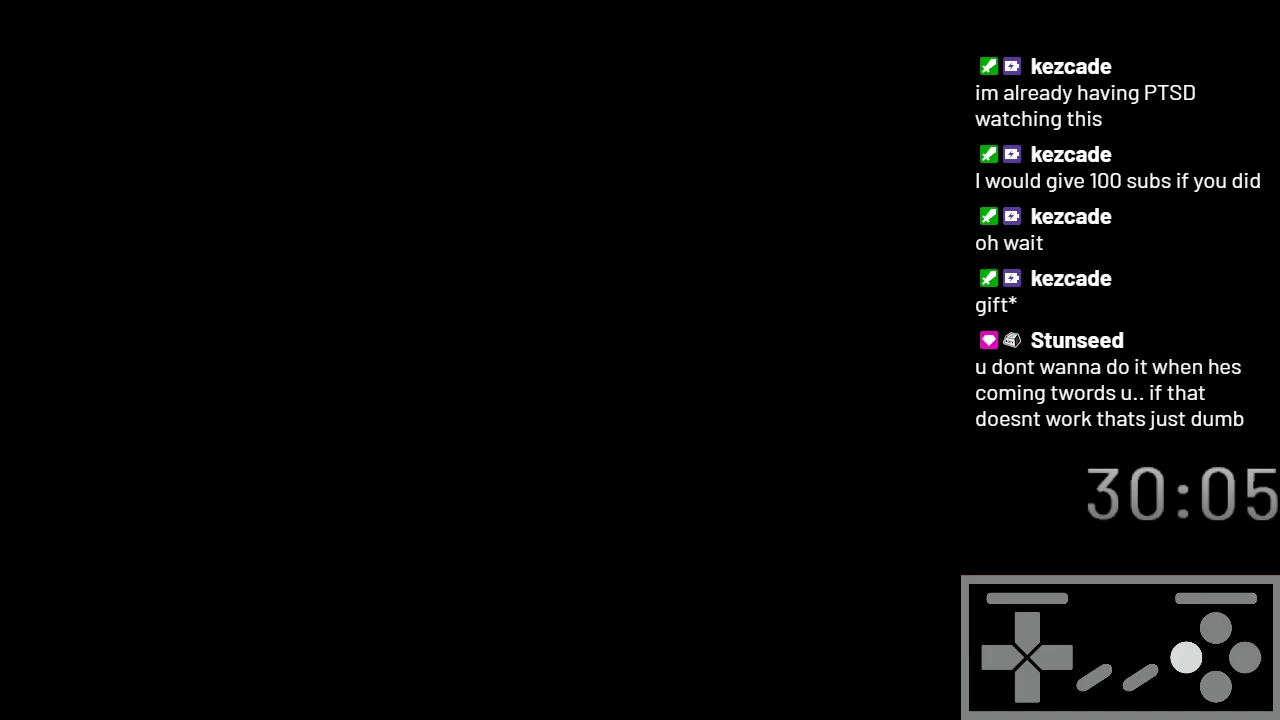 kezcade
im already having PTSD
watching this
kezcade
I would give 100 subs if you did
kezcade
oh wait
kezcade
gift*
Stunseed
u dont wanna do it when hes
coming twords u.. if that
doesnt work thats just dumb
30:05